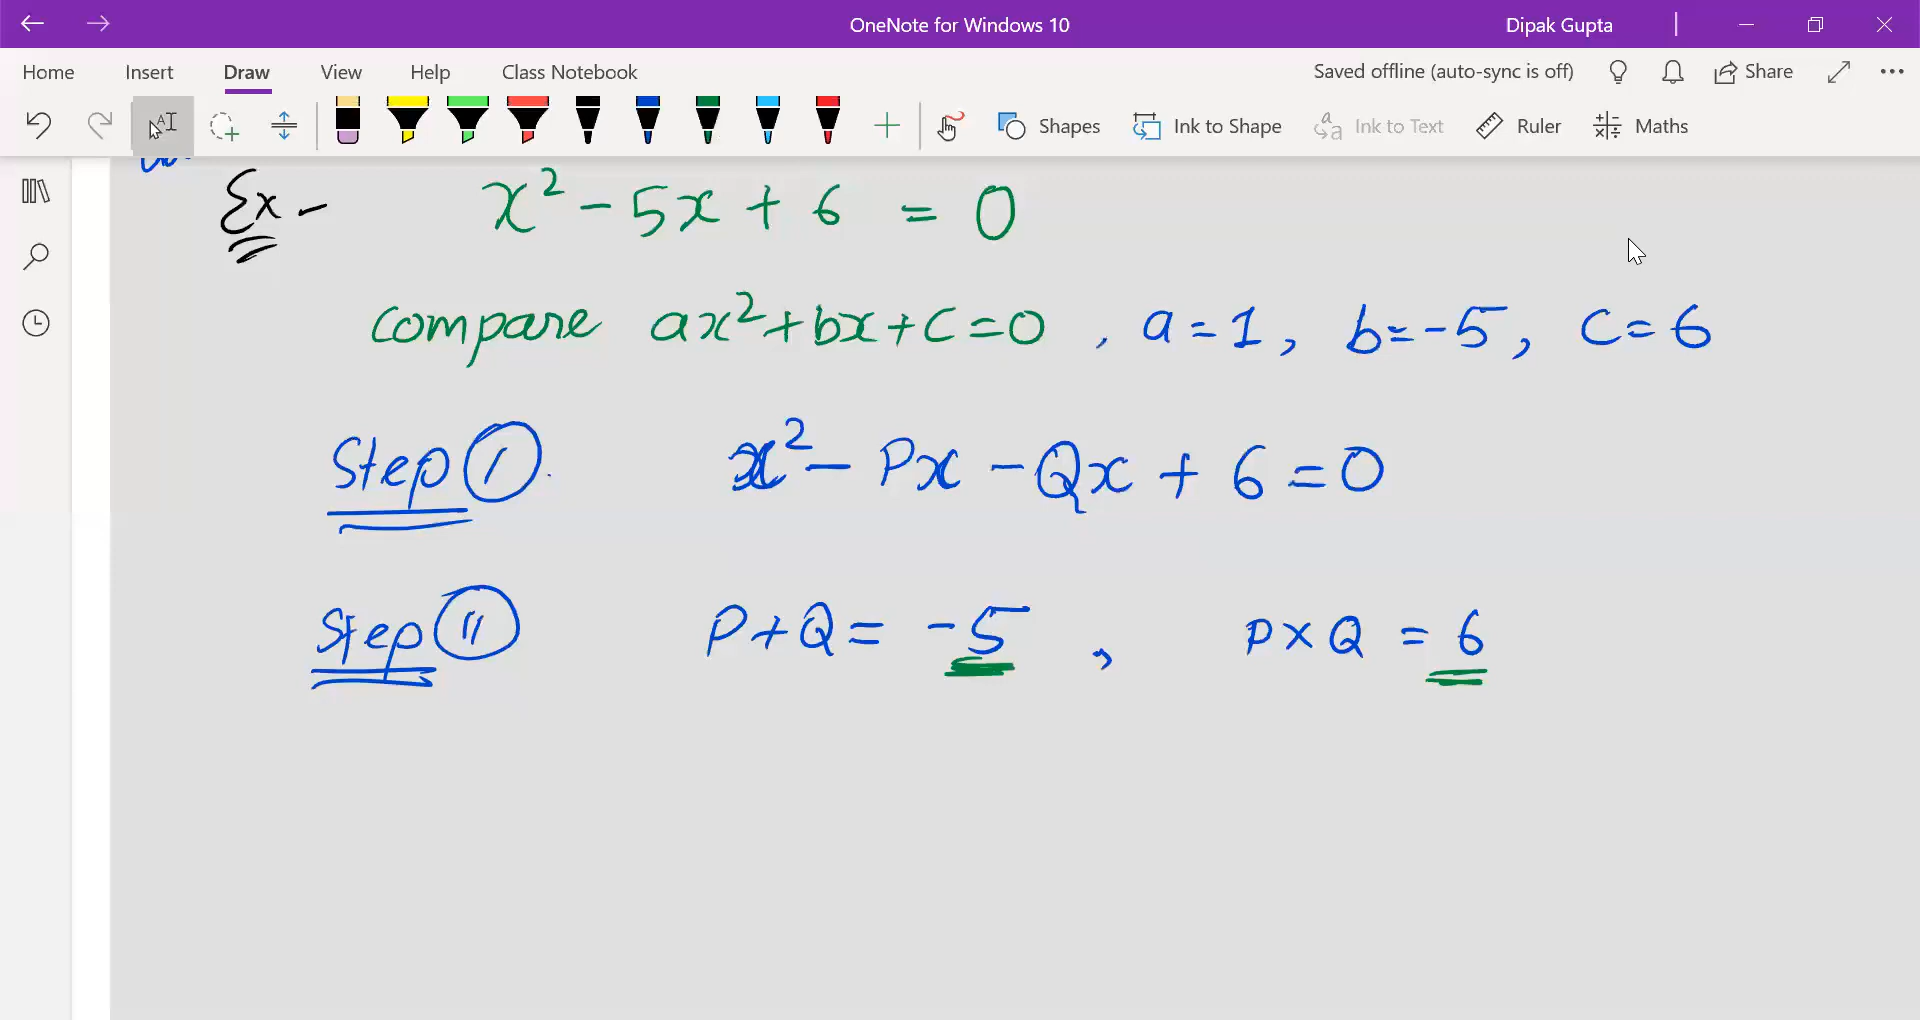 OneNote for Windows 10 Dipak Gupta
Home Insert Draw View Help Class Notebook Saved offline (auto-sync is off) Share
Shapes Ink to Shape Ink to Text Ruler Maths
Ex - x² - 5x + 6 = 0
compare ax² + bx + c = 0 , a = 1 , b = -5 , c = 6
Step I. x² - Px - Qx + 6 = 0
Step II P + Q = -5 , P × Q = 6